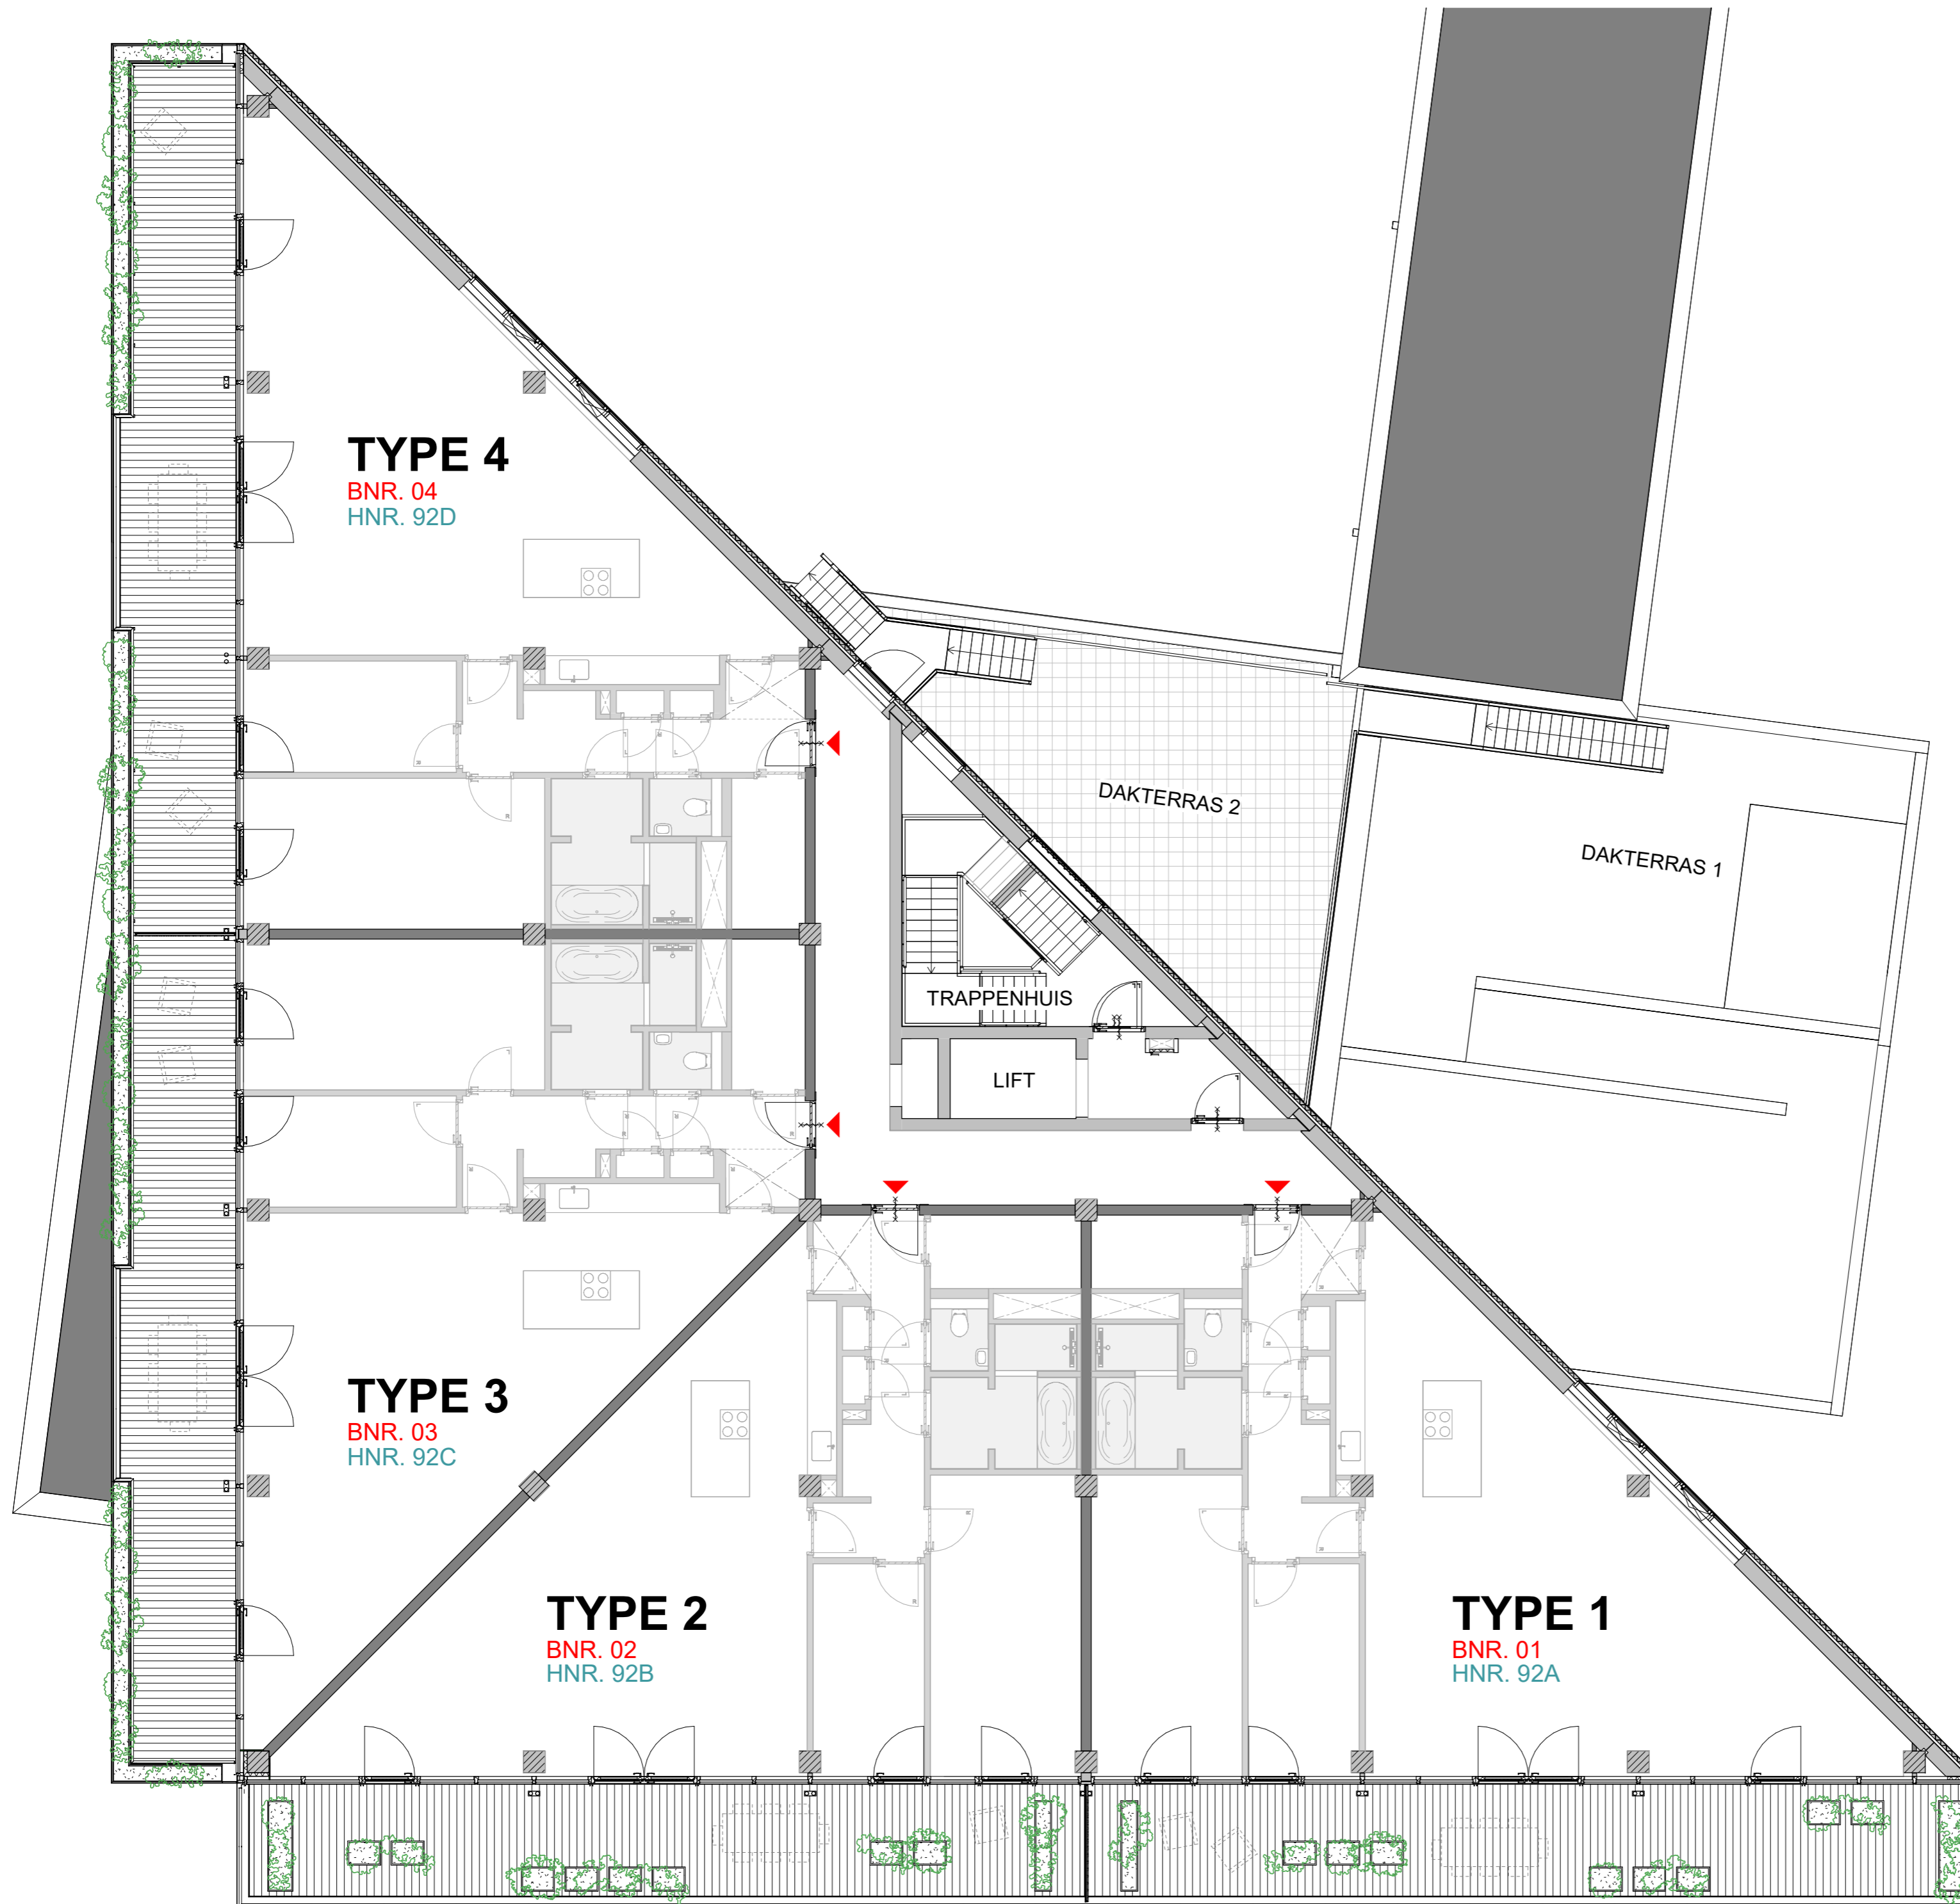 TYPE 4
BNR. 04
HNR. 92D
DAKTERRAS 2
DAKTERRAS 1
TRAPPENHUIS
LIFT
TYPE 3
BNR. 03
HNR. 92C
TYPE 2
BNR. 02
HNR. 92B
TYPE 1
BNR. 01
HNR. 92A